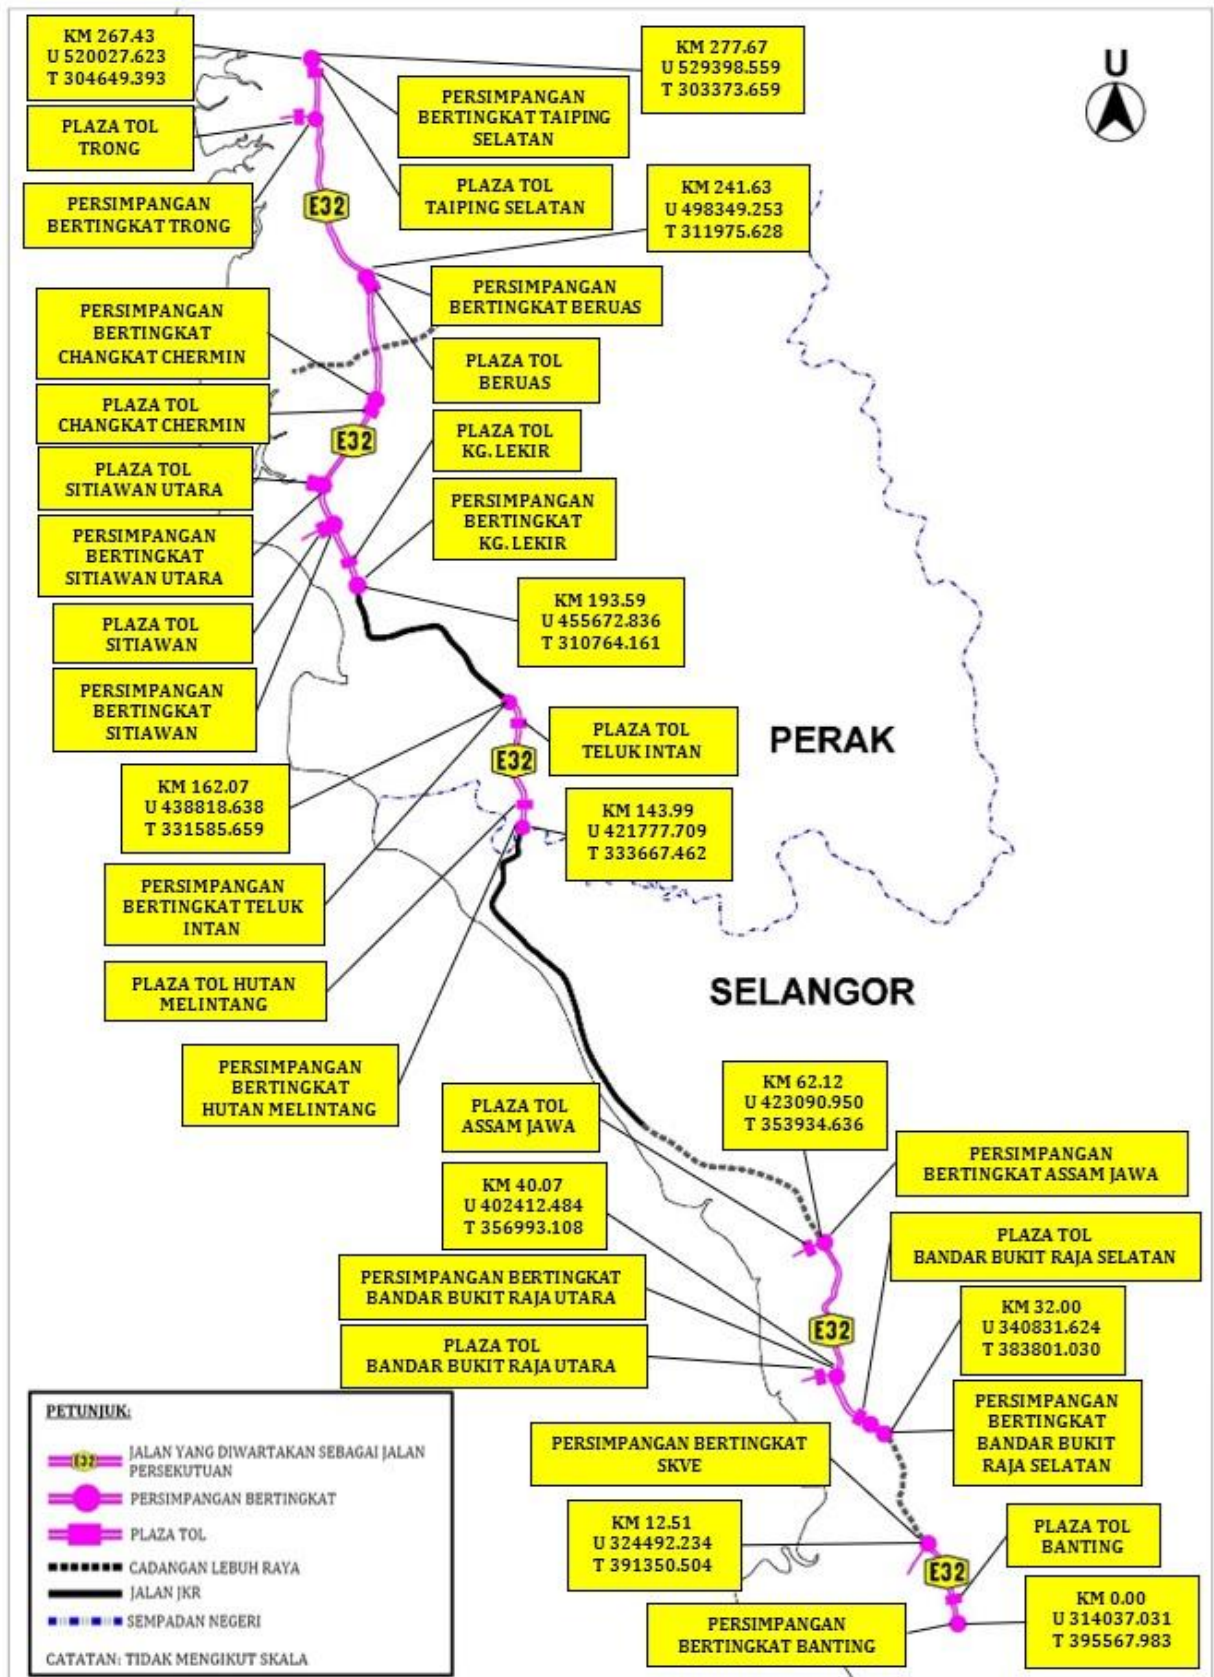 KM 267.43
U 520027.623
T 304649.393
KM 277.67
U 529398.559
T 303373.659
U
PERSIMPANGAN
BERTINGKAT TAIPING
SELATAN
PLAZA TOL
TRONG
PLAZA TOL
TAIPING SELATAN
KM 241.63
U 498349.253
T 311975.628
PERSIMPANGAN
BERTINGKAT TRONG
E32
PERSIMPANGAN
BERTINGKAT BERUAS
PERSIMPANGAN
BERTINGKAT
CHANGKAT CHERMIN
PLAZA TOL
BERUAS
PLAZA TOL
CHANGKAT CHERMIN
E32
PLAZA TOL
KG. LEKIR
PLAZA TOL
SITIAWAN UTARA
PERSIMPANGAN
BERTINGKAT
KG. LEKIR
PERSIMPANGAN
BERTINGKAT
SITIAWAN UTARA
KM 193.59
U 455672.836
T 310764.161
PLAZA TOL
SITIAWAN
PERSIMPANGAN
BERTINGKAT
SITIAWAN
PLAZA TOL
TELUK INTAN
PERAK
E32
KM 162.07
U 438818.638
T 331585.659
KM 143.99
U 421777.709
T 333667.462
PERSIMPANGAN
BERTINGKAT TELUK
INTAN
PLAZA TOL HUTAN
MELINTANG
SELANGOR
PERSIMPANGAN
BERTINGKAT
HUTAN MELINTANG
KM 62.12
U 423090.950
T 353934.636
PLAZA TOL
ASSAM JAWA
PERSIMPANGAN
BERTINGKAT ASSAM JAWA
KM 40.07
U 402412.484
T 356993.108
PLAZA TOL
BANDAR BUKIT RAJA SELATAN
PERSIMPANGAN BERTINGKAT
BANDAR BUKIT RAJA UTARA
KM 32.00
U 340831.624
T 383801.030
E32
PLAZA TOL
BANDAR BUKIT RAJA UTARA
PERSIMPANGAN
BERTINGKAT
BANDAR BUKIT
RAJA SELATAN
PERSIMPANGAN BERTINGKAT
SKVE
KM 12.51
U 324492.234
T 391350.504
PLAZA TOL
BANTING
E32
KM 0.00
U 314037.031
T 395567.983
PERSIMPANGAN
BERTINGKAT BANTING
PETUNJUK:
E32
JALAN YANG DIWARTAKAN SEBAGAI JALAN
PERSEKUTUAN
PERSIMPANGAN BERTINGKAT
PLAZA TOL
CADANGAN LEBUH RAYA
JALAN JKR
SEMPADAN NEGERI
CATATAN: TIDAK MENGIKUT SKALA